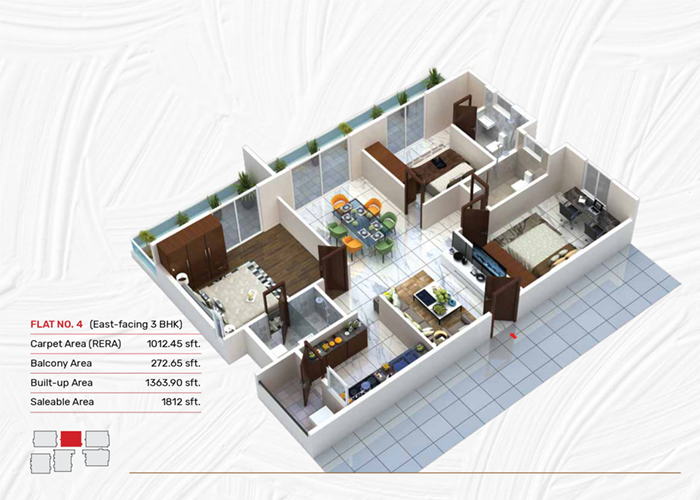 FLAT NO. 4 (East-facing 3 BHK)
Carpet Area (RERA) 1012.45 sft.
Balcony Area 272.65 sft.
Built-up Area 1363.90 sft.
Saleable Area 1812 sft.